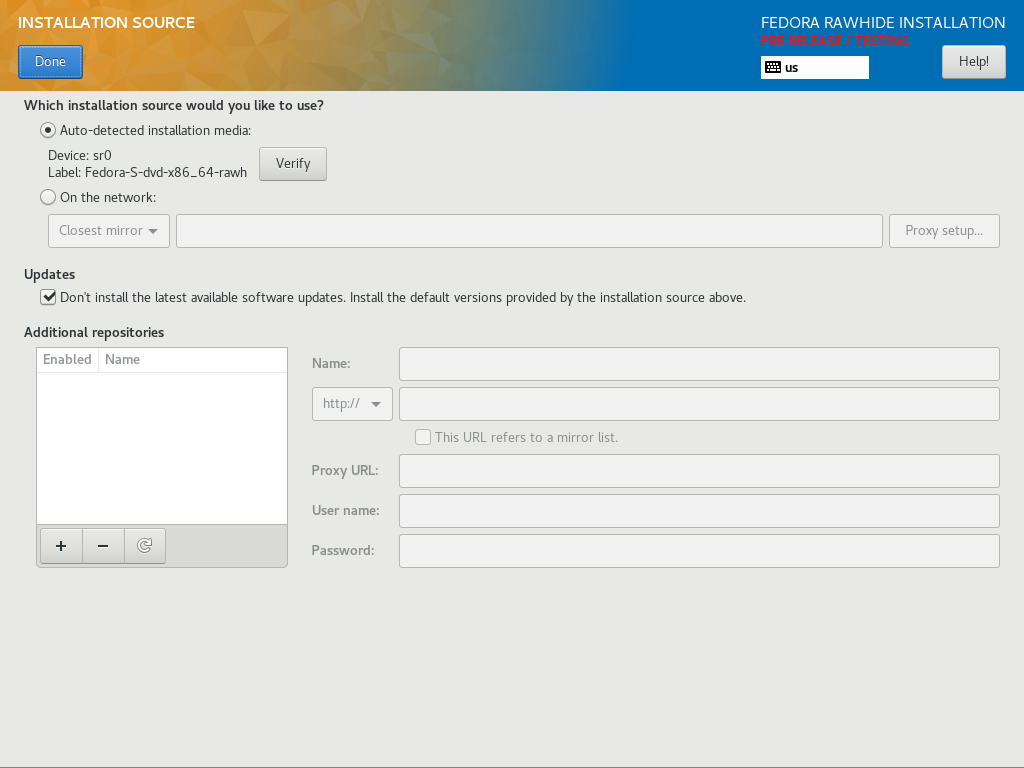 INSTALLATION SOURCE
FEDORA RAWHIDE INSTALLATION
PRE-RELEASE / TESTING
Done
us
Help!
Which installation source would you like to use?
Auto-detected installation media:
Device: sr0
Label: Fedora-S-dvd-x86_64-rawh
Verify
On the network:
Closest mirror
Proxy setup...
Updates
Don't install the latest available software updates. Install the default versions provided by the installation source above.
Additional repositories
Enabled Name
Name:
http://
This URL refers to a mirror list.
Proxy URL:
User name:
Password: